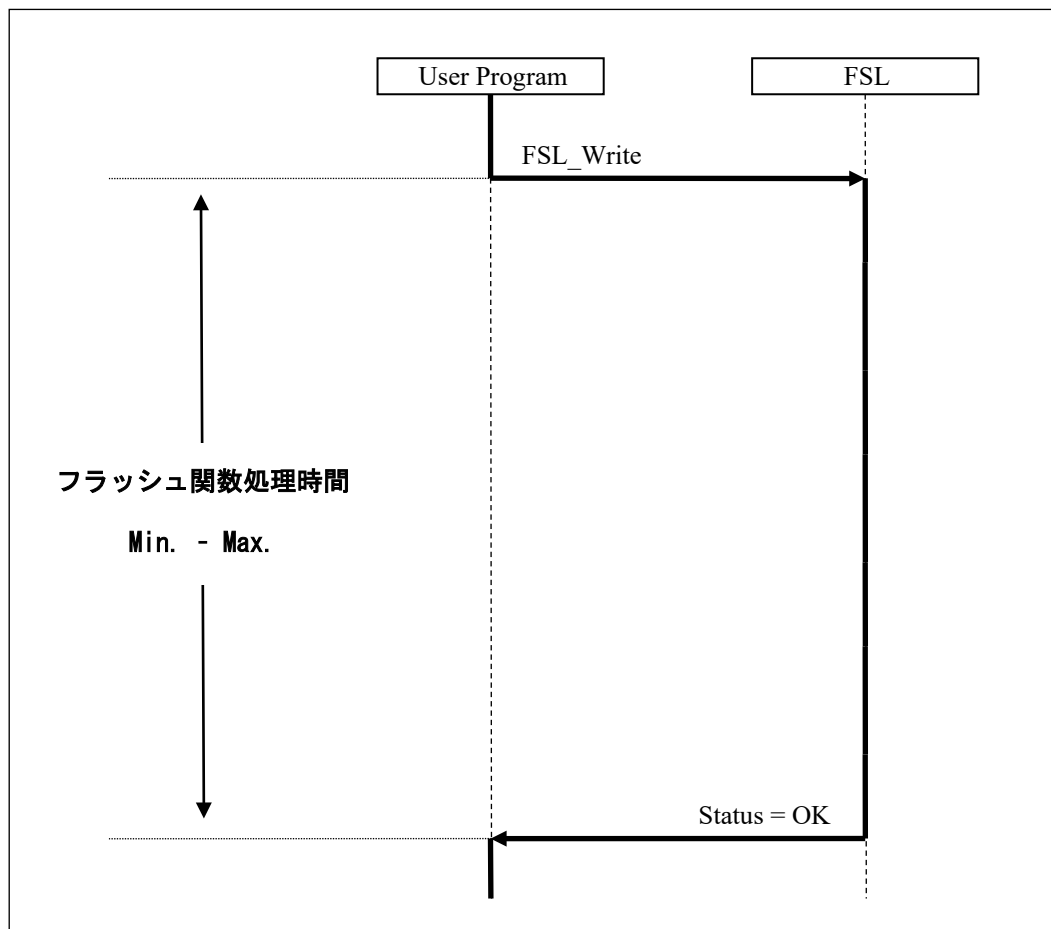 User Program
FSL
FSL_Write
フラッシュ関数処理時間
Min. - Max.
Status = OK